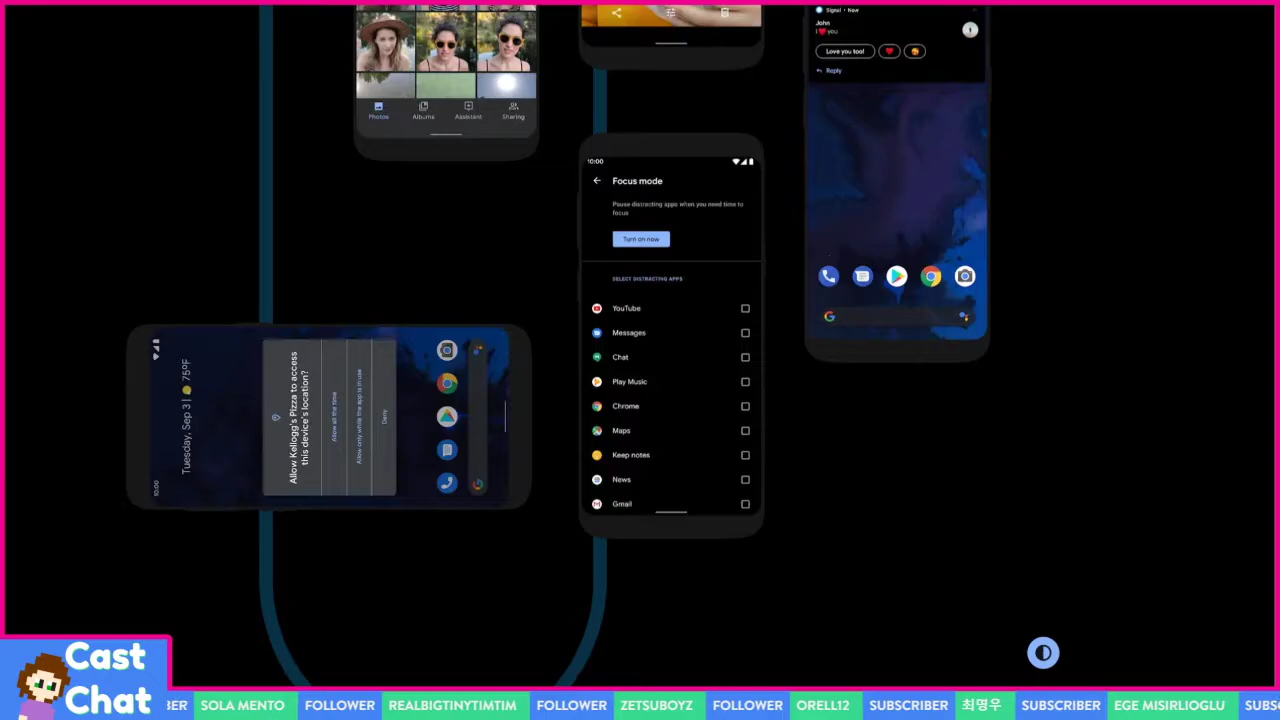 Photos
Albums
Assistant
Sharing
Signal • Now
John
I ❤️ you
Love you too!
❤️
🥰
Reply
10:00
Focus mode
Pause distracting apps when you need time to
focus
Turn on now
SELECT DISTRACTING APPS
YouTube
Messages
Chat
Play Music
Chrome
Maps
Keep notes
News
Gmail
10:00
Tuesday, Sep 3 | 75°F
Allow Kellogg's Pizza to access
this device's location?
Allow all the time
Allow only while the app is in use
Deny
Cast
Chat
BER SOLA MENTO FOLLOWER REALBIGTINYTIMTIM FOLLOWER ZETSUBOYZ FOLLOWER ORELL12 SUBSCRIBER 최명우 SUBSCRIBER EGE MISIRLIOGLU SUBS